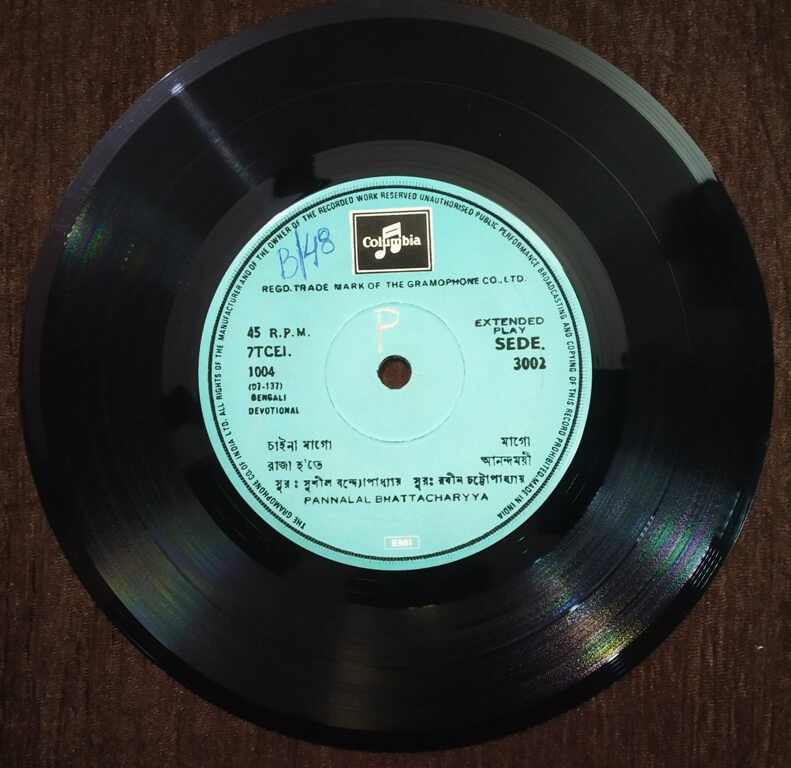 THE GRAMOPHONE CO. OF INDIA LTD. ALL RIGHTS OF THE MANUFACTURER AND OF THE OWNER OF THE RECORDED WORK RESERVED UNAUTHORISED PUBLIC PERFORMANCE BROADCASTING AND COPYING OF THIS RECORD PROHIBITED. MADE IN INDIA
B/48
Columbia
REGD. TRADE MARK OF THE GRAMOPHONE CO., LTD.
P
45 R.P.M.
7TCEI.
1004
(07-137)
BENGALI
DEVOTIONAL
EXTENDED
PLAY
SEDE.
3002
চাইনা মাগো
রাজা হ'তে
মাগো
আনন্দময়ী
সুর : সুশীল বন্দ্যোপাধ্যায় সুর: রবীন চট্টোপাধ্যায়
PANNALAL BHATTACHARYYA
EMI